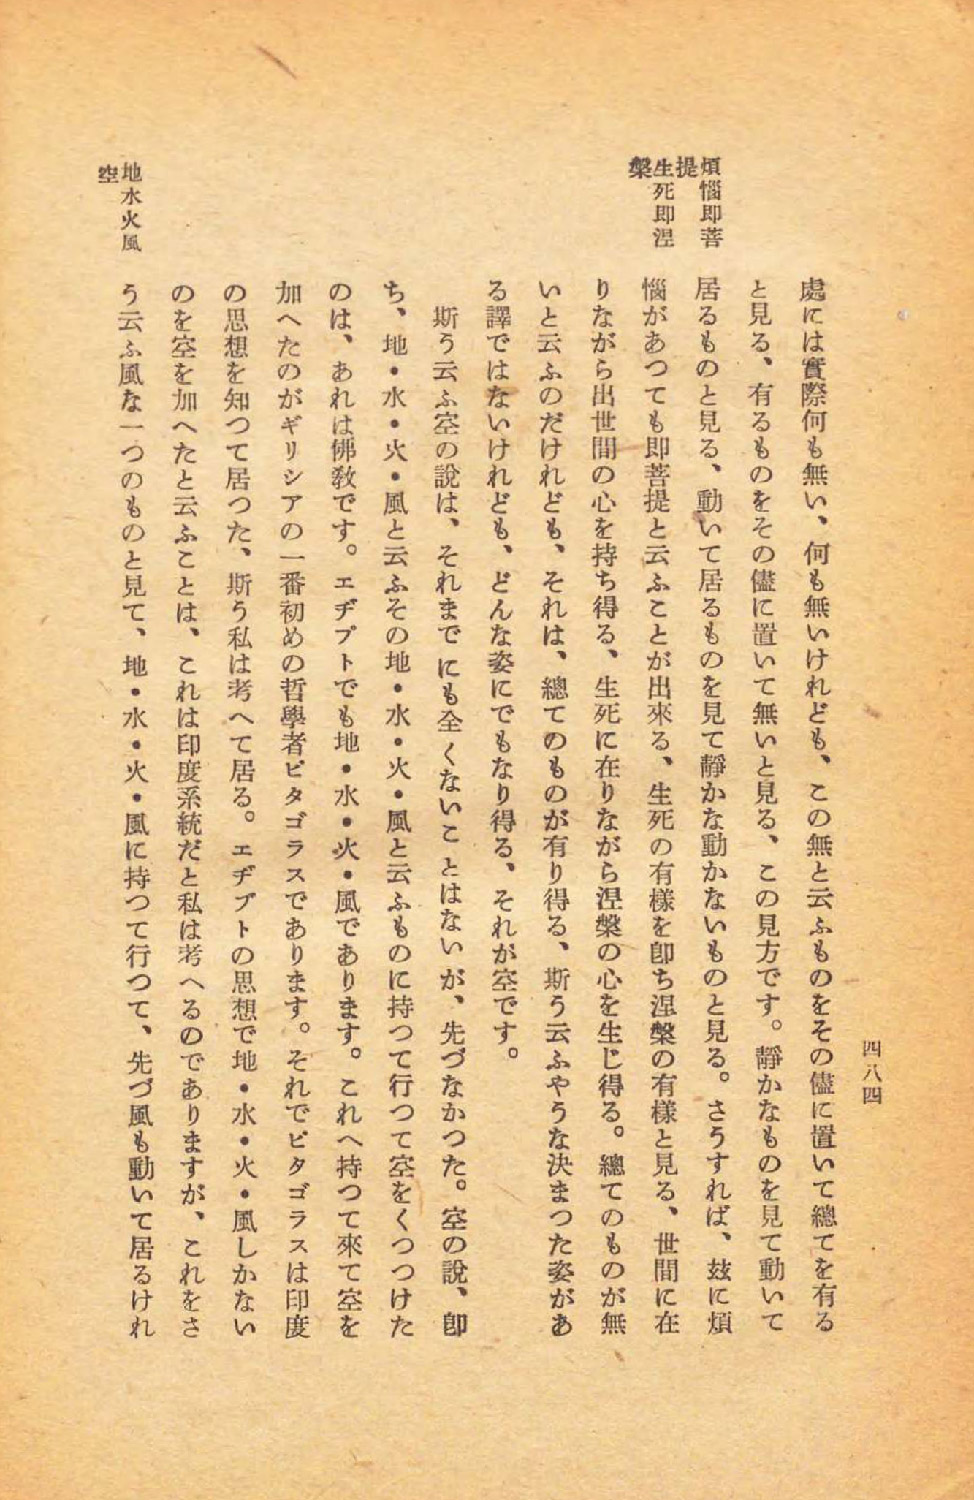 四八四
處には實際何も無い、何も無いけれども、この無と云ふものをその儘に置いて總てを有る
と見る、有るものをその儘に置いて無いと見る、この見方です。靜かなものを見て動いて
居るものと見る、動いて居るものを見て靜かな動かないものと見る。さうすれば、玆に煩
惱があつても即菩提と云ふことが出來る、生死の有樣を卽ち涅槃の有樣と見る、世間に在
りながら出世間の心を持ち得る、生死に在りながら涅槃の心を生じ得る。總てのものが無
いと云ふのだけれども、それは、總てのものが有り得る、斯う云ふやうな決まつた姿があ
る譯ではないけれども、どんな姿にでもなり得る、それが空です。
斯う云ふ空の說は、それまでにも全くないことはないが、先づなかつた。空の說、卽
ち、地・水・火・風と云ふその地・水・火・風と云ふものに持つて行つて空をくつつけた
のは、あれは佛敎です。エヂプトでも地・水・火・風であります。これへ持つて來て空を
加へたのがギリシアの一番初めの哲學者ピタゴラスであります。それでピタゴラスは印度
の思想を知つて居つた、斯う私は考へて居る。エヂプトの思想で地・水・火・風しかない
のを空を加へたと云ふことは、これは印度系統だと私は考へるのでありますが、これをさ
う云ふ風な一つのものと見て、地・水・火・風に持つて行つて、先づ風も動いて居るけれ
煩惱即菩
提
生死即涅
槃
地水火風
空